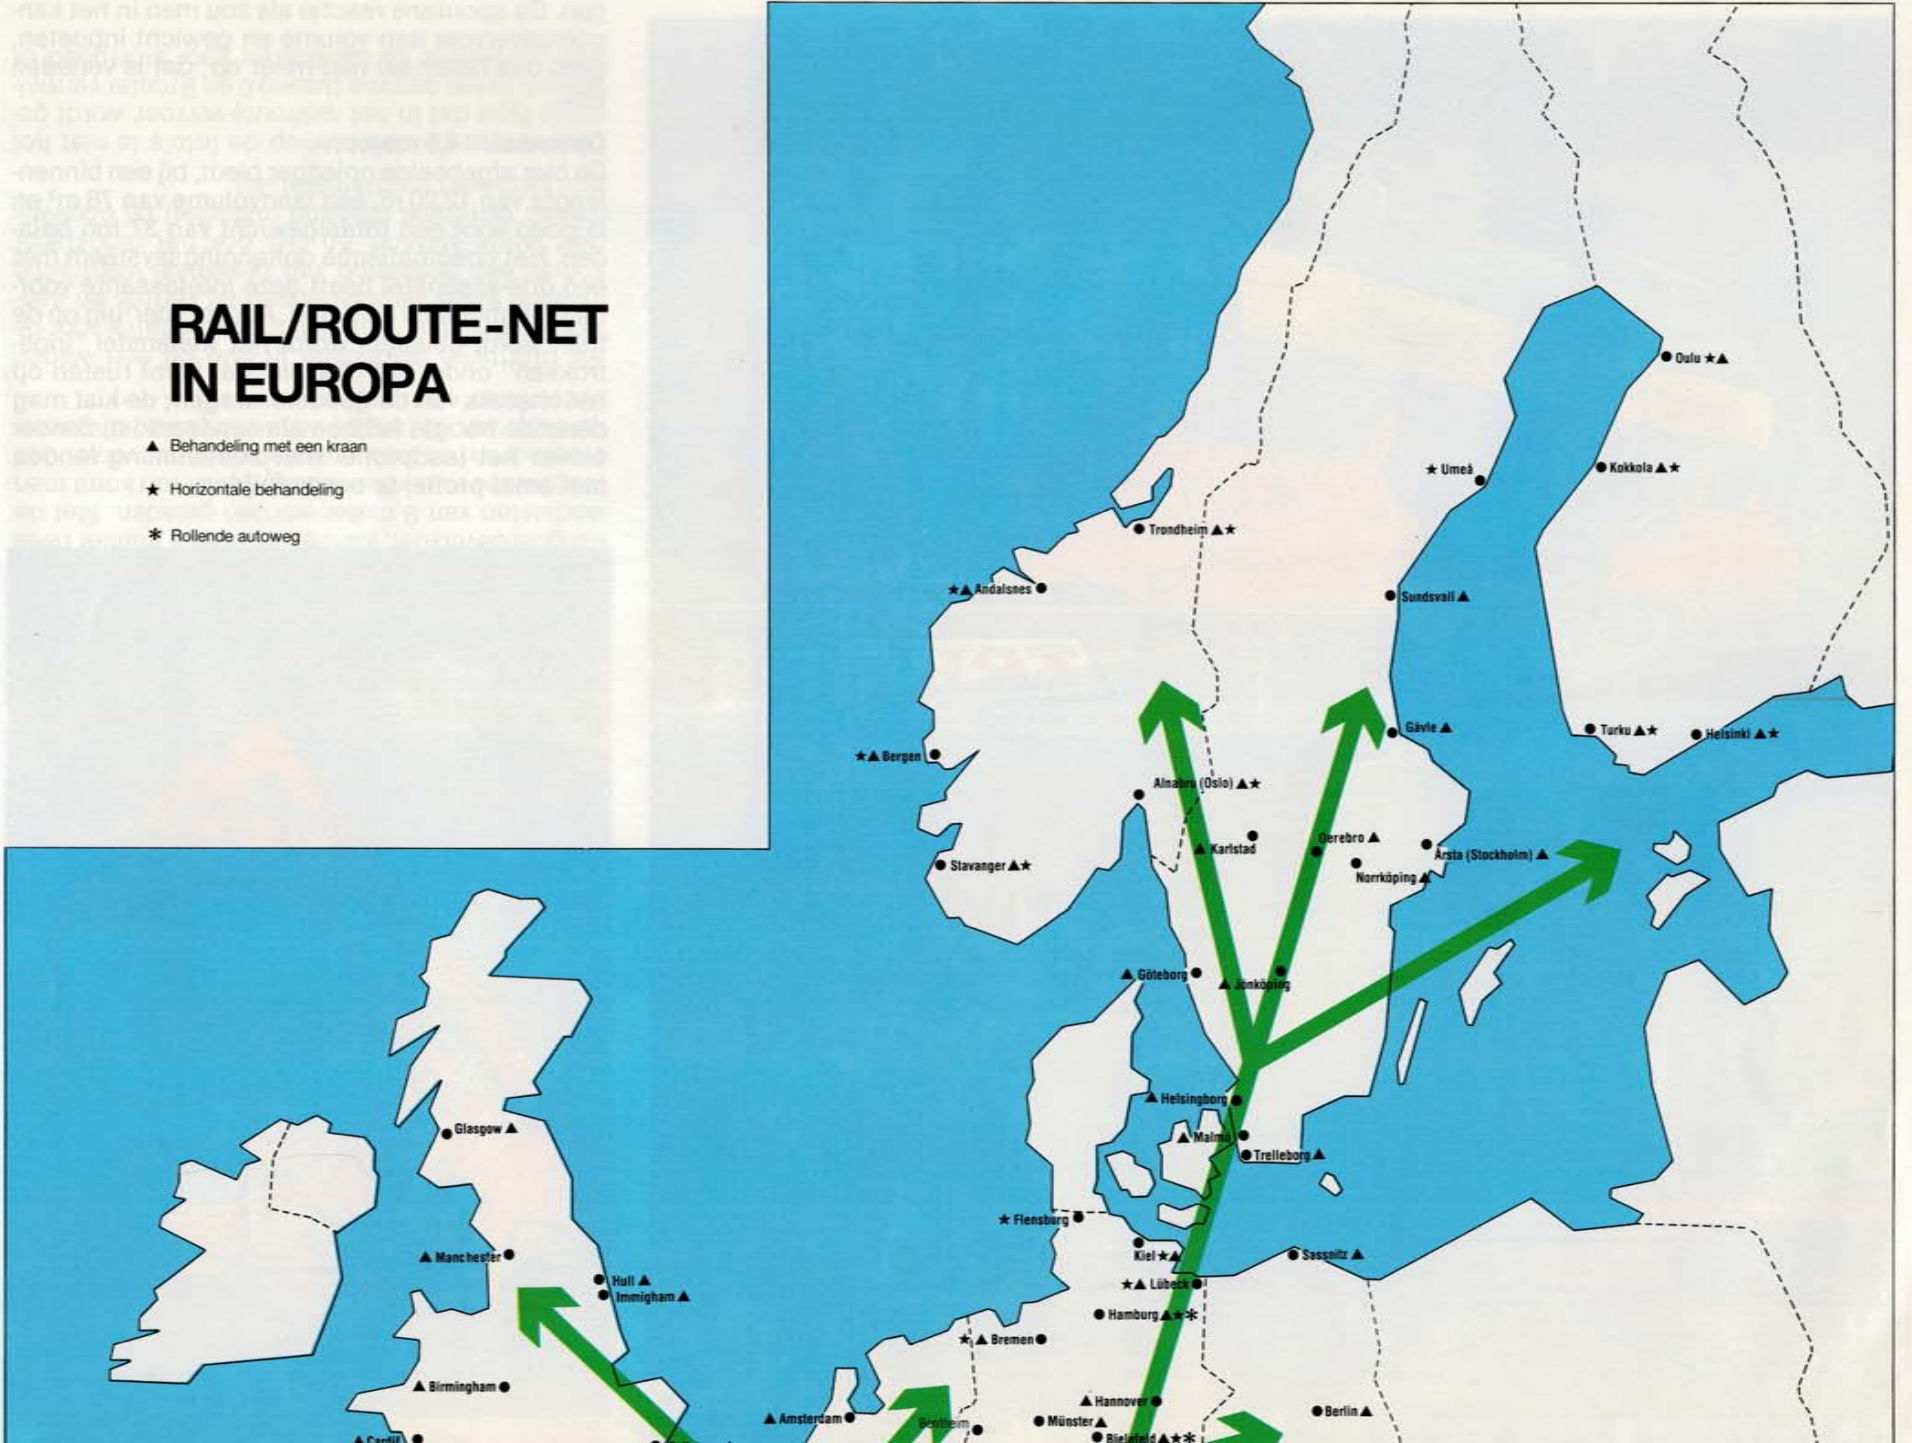 RAIL/ROUTE-NET
IN EUROPA
▲ Behandeling met een kraan
★ Horizontale behandeling
* Rollende autoweg
Oulu ★▲
★ Umeå
Kokkola ▲★
Trondheim ▲★
★▲ Andalsnes
Sundsvall ▲
Gävle ▲
Turku ▲★
Helsinki ▲★
★▲ Bergen
Alnabru (Oslo) ▲★
Oerebro ▲
▲ Karlstad
Årsta (Stockholm) ▲
Stavanger ▲★
Norrköping ▲
▲ Göteborg
▲ Jönköping
▲ Helsingborg
Glasgow ▲
▲ Malmö
Trelleborg ▲
★ Flensburg
▲ Manchester
Kiel ★▲
Sassnitz ▲
Hull ▲
★▲ Lübeck
Immigham ▲
Hamburg ▲★*
★ ▲ Bremen
▲ Birmingham
▲ Hannover
▲ Amsterdam
Bentheim
Münster ▲
Berlin ▲
▲ Cardif
Bielefeld ▲★*